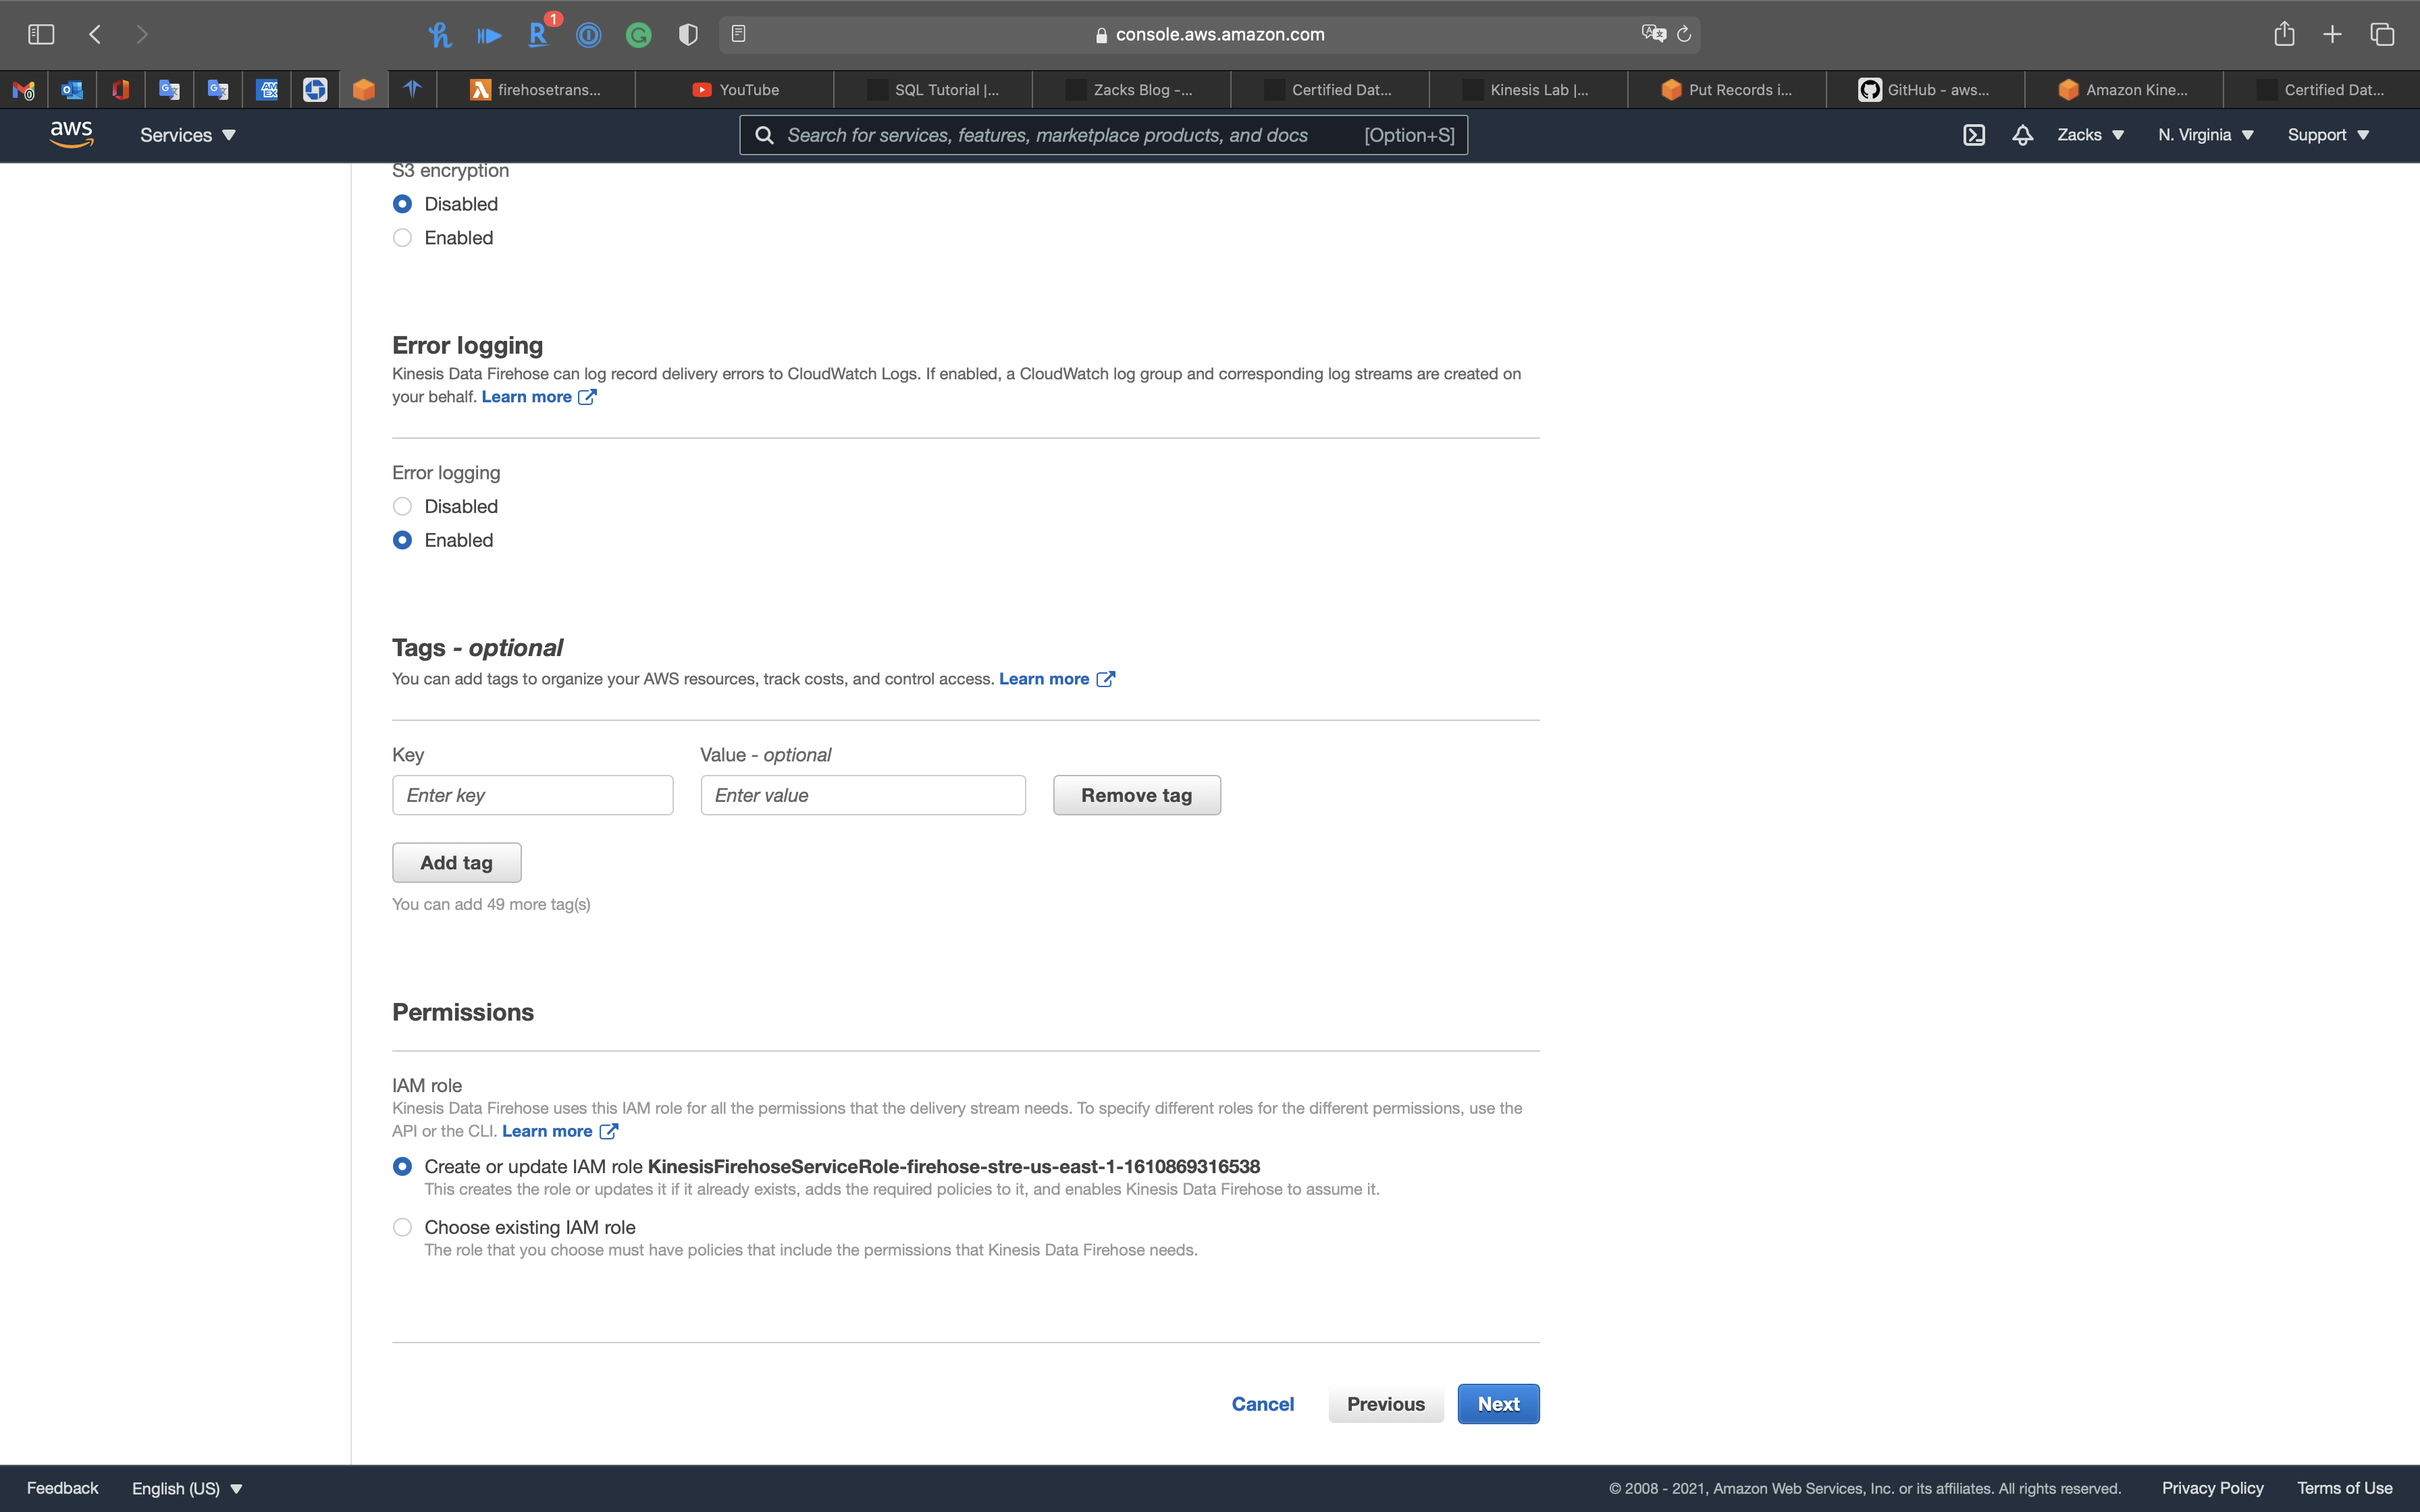 1
console.aws.amazon.com
firehosetrans...
YouTube
SQL Tutorial |...
Zacks Blog -...
Certified Dat...
Kinesis Lab |...
Put Records i...
GitHub - aws...
Amazon Kine...
Certified Dat...
aws
Services
Search for services, features, marketplace products, and docs [Option+S]
Zacks
N. Virginia
Support
S3 encryption
Disabled
Enabled
Error logging
Kinesis Data Firehose can log record delivery errors to CloudWatch Logs. If enabled, a CloudWatch log group and corresponding log streams are created on
your behalf. Learn more
Error logging
Disabled
Enabled
Tags - optional
You can add tags to organize your AWS resources, track costs, and control access. Learn more
Key
Value - optional
Enter key
Enter value
Remove tag
Add tag
You can add 49 more tag(s)
Permissions
IAM role
Kinesis Data Firehose uses this IAM role for all the permissions that the delivery stream needs. To specify different roles for the different permissions, use the
API or the CLI. Learn more
Create or update IAM role KinesisFirehoseServiceRole-firehose-stre-us-east-1-1610869316538
This creates the role or updates it if it already exists, adds the required policies to it, and enables Kinesis Data Firehose to assume it.
Choose existing IAM role
The role that you choose must have policies that include the permissions that Kinesis Data Firehose needs.
Cancel
Previous
Next
Feedback
English (US)
© 2008 - 2021, Amazon Web Services, Inc. or its affiliates. All rights reserved.
Privacy Policy
Terms of Use